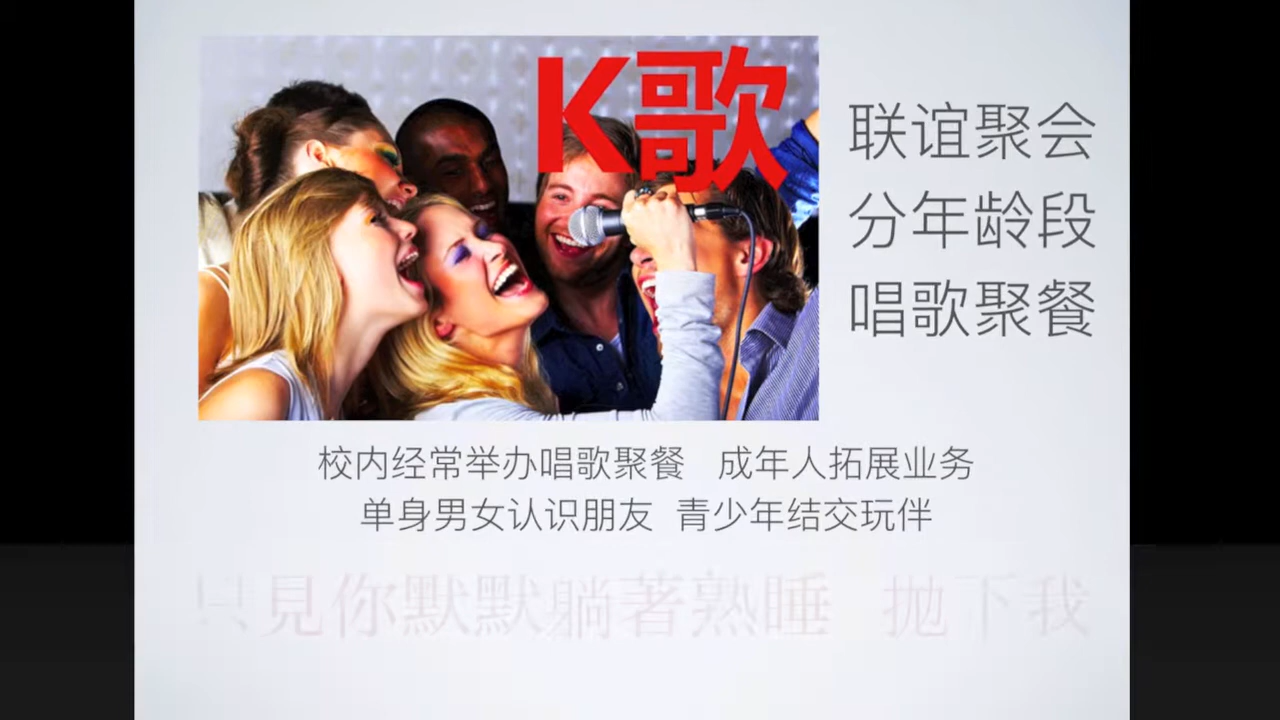 K歌
联谊聚会
分年龄段
唱歌聚餐
校内经常举办唱歌聚餐 成年人拓展业务
单身男女认识朋友 青少年结交玩伴
只見你默默躺著熟睡 抛下我